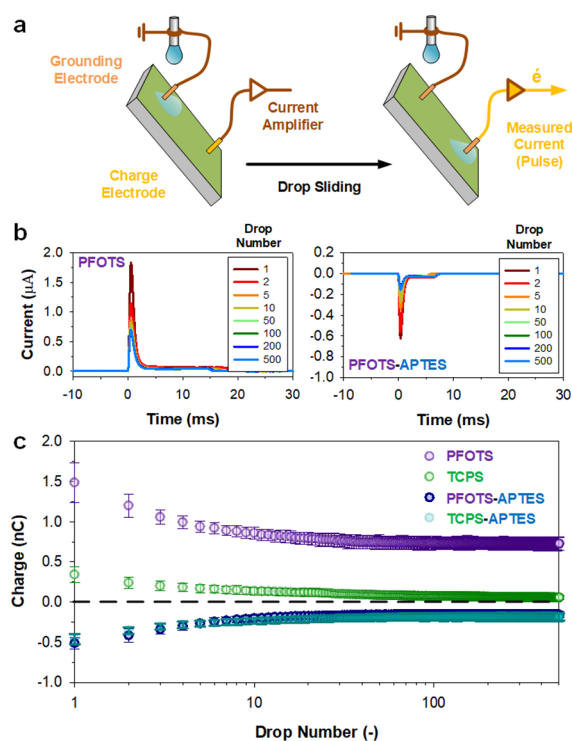 a
Grounding
Electrode
Current
Amplifier
Charge
Electrode
Drop Sliding
é
Measured
Current
(Pulse)
b
PFOTS
Drop
Number
1
2
5
10
50
100
200
500
2.0
1.5
1.0
0.5
0.0
Current (μA)
-10 0 10 20 30
Time (ms)
Drop
Number
1
2
5
10
50
100
200
500
0.0
-0.2
-0.4
-0.6
-0.8
-1.0
PFOTS-APTES
-10 0 10 20 30
Time (ms)
c
PFOTS
TCPS
PFOTS-APTES
TCPS-APTES
2.0
1.5
1.0
0.5
0.0
-0.5
-1.0
Charge (nC)
1 10 100
Drop Number (-)